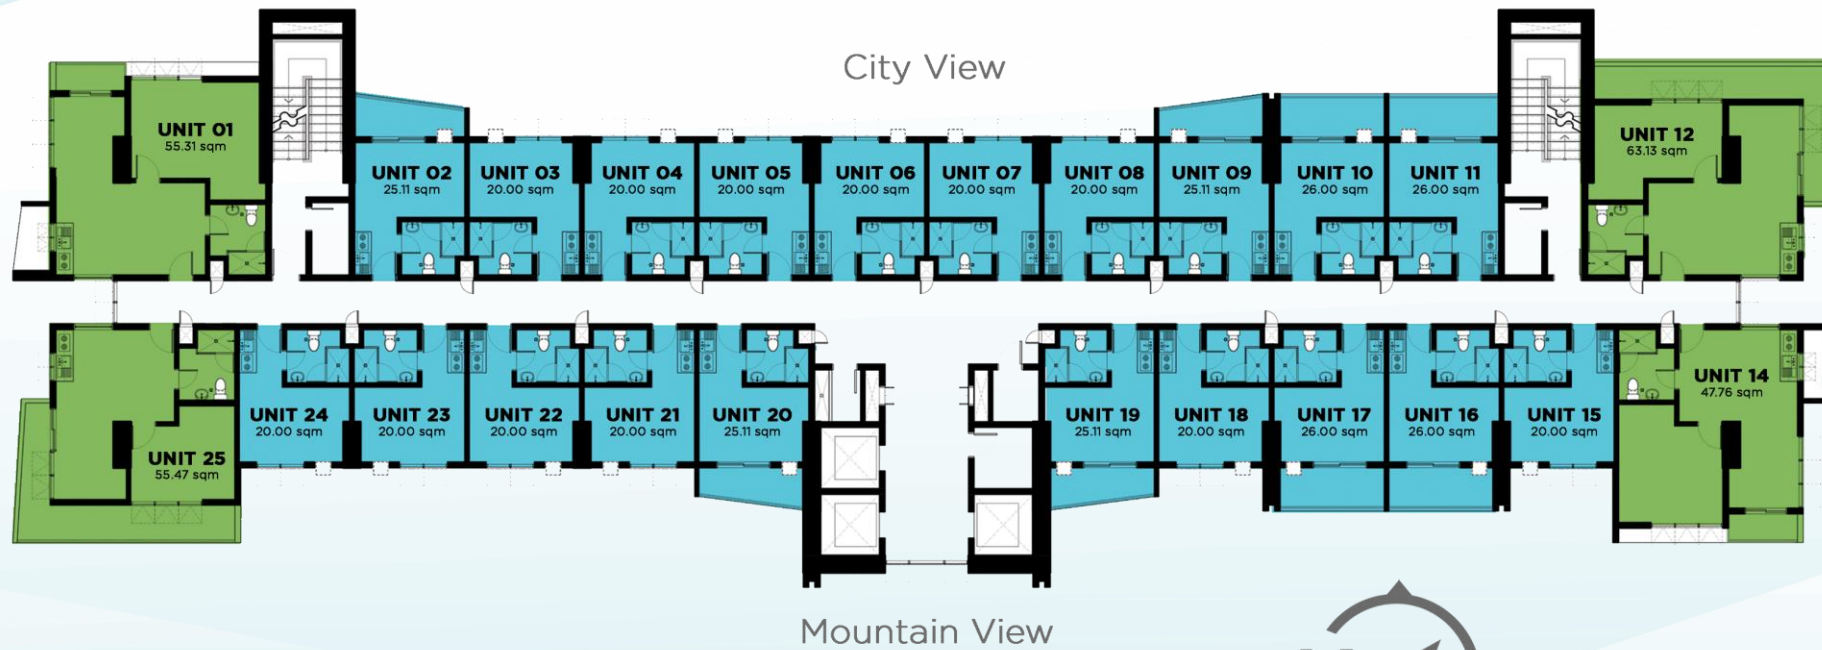 City View
UNIT 01
55.31 sqm
UNIT 02
25.11 sqm
UNIT 03
20.00 sqm
UNIT 04
20.00 sqm
UNIT 05
20.00 sqm
UNIT 06
20.00 sqm
UNIT 07
20.00 sqm
UNIT 08
20.00 sqm
UNIT 09
25.11 sqm
UNIT 10
26.00 sqm
UNIT 11
26.00 sqm
UNIT 12
63.13 sqm
UNIT 25
55.47 sqm
UNIT 24
20.00 sqm
UNIT 23
20.00 sqm
UNIT 22
20.00 sqm
UNIT 21
20.00 sqm
UNIT 20
25.11 sqm
UNIT 19
25.11 sqm
UNIT 18
20.00 sqm
UNIT 17
26.00 sqm
UNIT 16
26.00 sqm
UNIT 15
20.00 sqm
UNIT 14
47.76 sqm
Mountain View